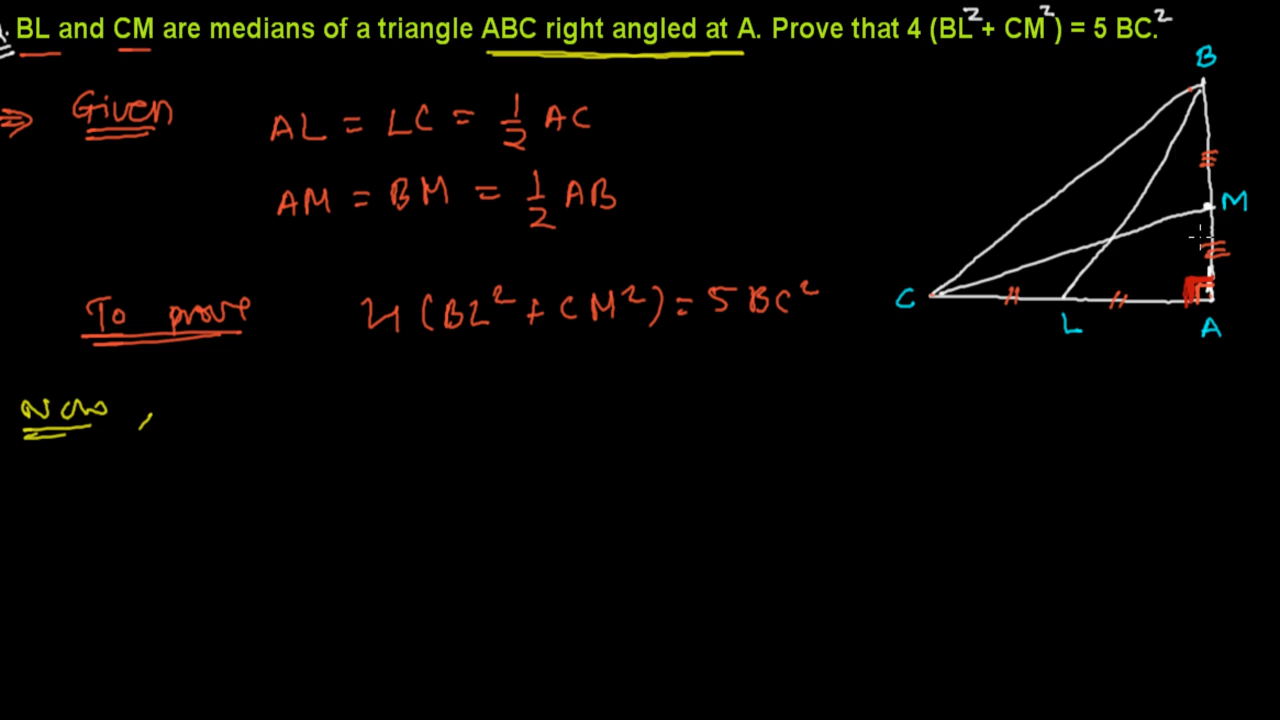 BL and CM are medians of a triangle ABC right angled at A. Prove that 4 (BL² + CM²) = 5 BC.²
Given AL = LC = 1/2 AC
AM = BM = 1/2 AB
To prove 4 (BL² + CM²) = 5 BC²
Now ,
B
M
C
L
A